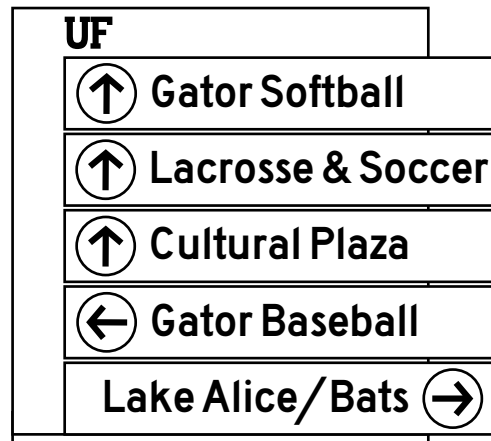 UF
Gator Softball
Lacrosse & Soccer
Cultural Plaza
Gator Baseball
Lake Alice/Bats